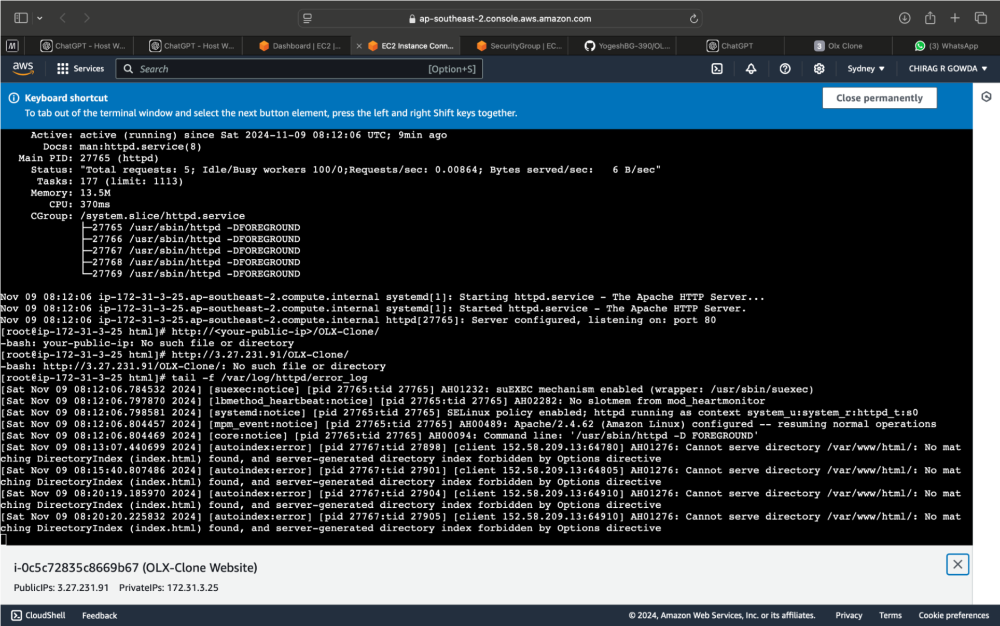 ap-southeast-2.console.aws.amazon.com
M ChatGPT - Host W... ChatGPT - Host W... Dashboard | EC2 |... EC2 Instance Conn... SecurityGroup | EC... YogeshBG-390/OL... ChatGPT 3 Olx Clone (3) WhatsApp
aws Services Search [Option+S] Sydney CHIRAG R GOWDA
Keyboard shortcut
To tab out of the terminal window and select the next button element, press the left and right Shift keys together.
Close permanently
Active: active (running) since Sat 2024-11-09 08:12:06 UTC; 9min ago
Docs: man:httpd.service(8)
Main PID: 27765 (httpd)
Status: "Total requests: 5; Idle/Busy workers 100/0;Requests/sec: 0.00864; Bytes served/sec:   6 B/sec"
Tasks: 177 (limit: 1113)
Memory: 13.5M
CPU: 370ms
CGroup: /system.slice/httpd.service
├─27765 /usr/sbin/httpd -DFOREGROUND
├─27766 /usr/sbin/httpd -DFOREGROUND
├─27767 /usr/sbin/httpd -DFOREGROUND
├─27768 /usr/sbin/httpd -DFOREGROUND
└─27769 /usr/sbin/httpd -DFOREGROUND
Nov 09 08:12:06 ip-172-31-3-25.ap-southeast-2.compute.internal systemd[1]: Starting httpd.service - The Apache HTTP Server...
Nov 09 08:12:06 ip-172-31-3-25.ap-southeast-2.compute.internal systemd[1]: Started httpd.service - The Apache HTTP Server.
Nov 09 08:12:06 ip-172-31-3-25.ap-southeast-2.compute.internal httpd[27765]: Server configured, listening on: port 80
[root@ip-172-31-3-25 html]# http://<your-public-ip>/OLX-Clone/
-bash: your-public-ip: No such file or directory
[root@ip-172-31-3-25 html]# http://3.27.231.91/OLX-Clone/
-bash: http://3.27.231.91/OLX-Clone/: No such file or directory
[root@ip-172-31-3-25 html]# tail -f /var/log/httpd/error_log
[Sat Nov 09 08:12:06.784532 2024] [suexec:notice] [pid 27765:tid 27765] AH01232: suEXEC mechanism enabled (wrapper: /usr/sbin/suexec)
[Sat Nov 09 08:12:06.797870 2024] [lbmethod_heartbeat:notice] [pid 27765:tid 27765] AH02282: No slotmem from mod_heartmonitor
[Sat Nov 09 08:12:06.798581 2024] [systemd:notice] [pid 27765:tid 27765] SELinux policy enabled; httpd running as context system_u:system_r:httpd_t:s0
[Sat Nov 09 08:12:06.804457 2024] [mpm_event:notice] [pid 27765:tid 27765] AH00489: Apache/2.4.62 (Amazon Linux) configured -- resuming normal operations
[Sat Nov 09 08:12:06.804469 2024] [core:notice] [pid 27765:tid 27765] AH00094: Command line: '/usr/sbin/httpd -D FOREGROUND'
[Sat Nov 09 08:13:07.440699 2024] [autoindex:error] [pid 27767:tid 27898] [client 152.58.209.13:64780] AH01276: Cannot serve directory /var/www/html/: No mat
ching DirectoryIndex (index.html) found, and server-generated directory index forbidden by Options directive
[Sat Nov 09 08:15:40.807486 2024] [autoindex:error] [pid 27767:tid 27901] [client 152.58.209.13:64805] AH01276: Cannot serve directory /var/www/html/: No mat
ching DirectoryIndex (index.html) found, and server-generated directory index forbidden by Options directive
[Sat Nov 09 08:20:19.185970 2024] [autoindex:error] [pid 27767:tid 27904] [client 152.58.209.13:64910] AH01276: Cannot serve directory /var/www/html/: No mat
ching DirectoryIndex (index.html) found, and server-generated directory index forbidden by Options directive
[Sat Nov 09 08:20:20.225832 2024] [autoindex:error] [pid 27767:tid 27905] [client 152.58.209.13:64910] AH01276: Cannot serve directory /var/www/html/: No mat
ching DirectoryIndex (index.html) found, and server-generated directory index forbidden by Options directive
i-0c5c72835c8669b67 (OLX-Clone Website)
PublicIPs: 3.27.231.91 PrivateIPs: 172.31.3.25
CloudShell Feedback © 2024, Amazon Web Services, Inc. or its affiliates. Privacy Terms Cookie preferences